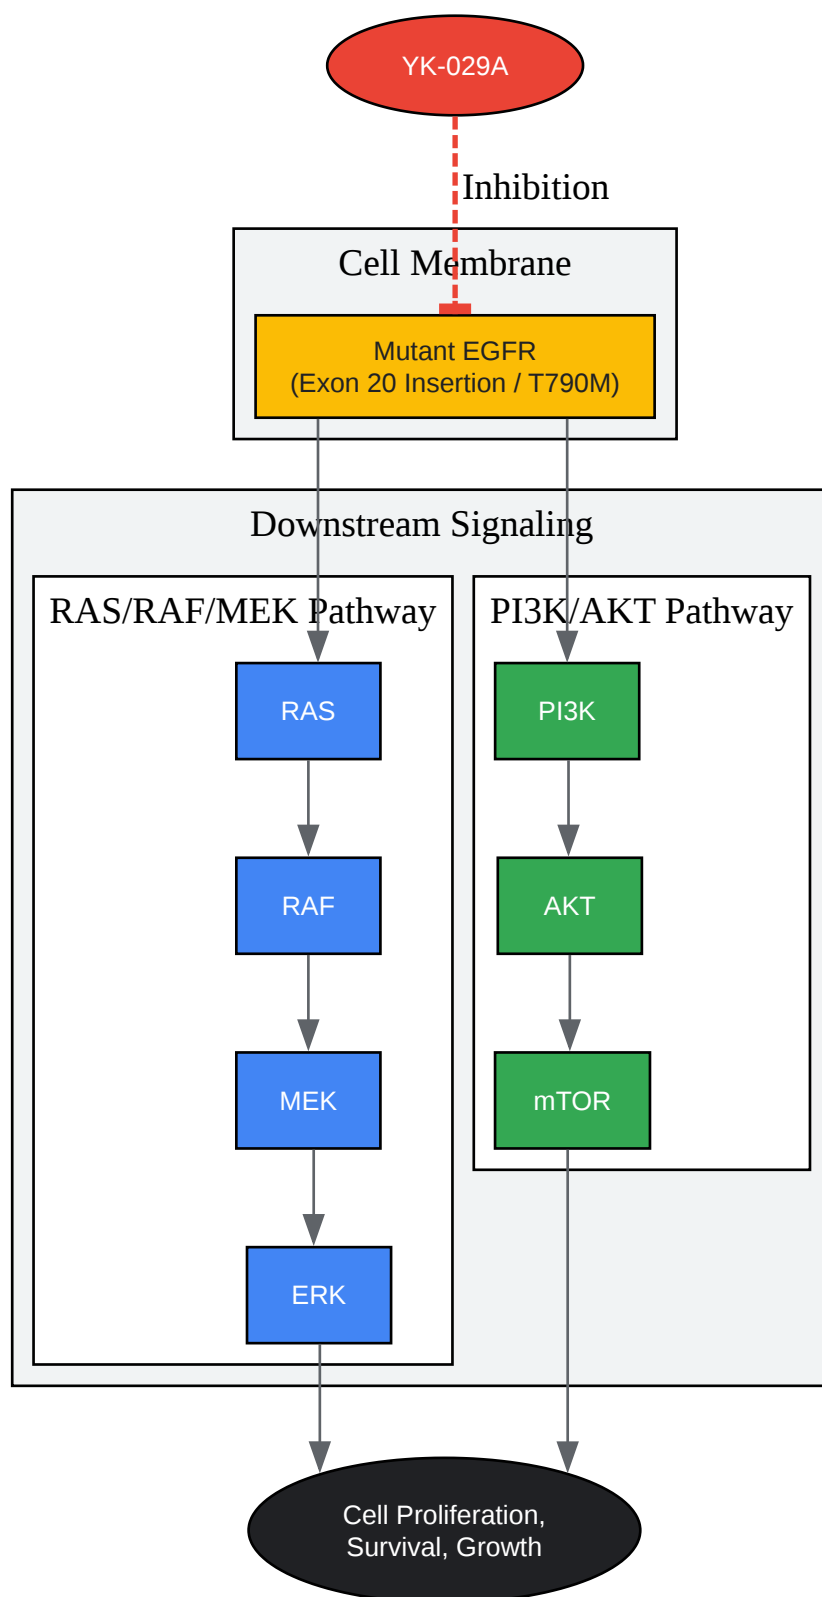 YK-029A
Inhibition
Cell Membrane
Mutant EGFR
(Exon 20 Insertion / T790M)
Downstream Signaling
RAS/RAF/MEK Pathway
PI3K/AKT Pathway
RAS
PI3K
RAF
AKT
MEK
mTOR
ERK
Cell Proliferation,
Survival, Growth